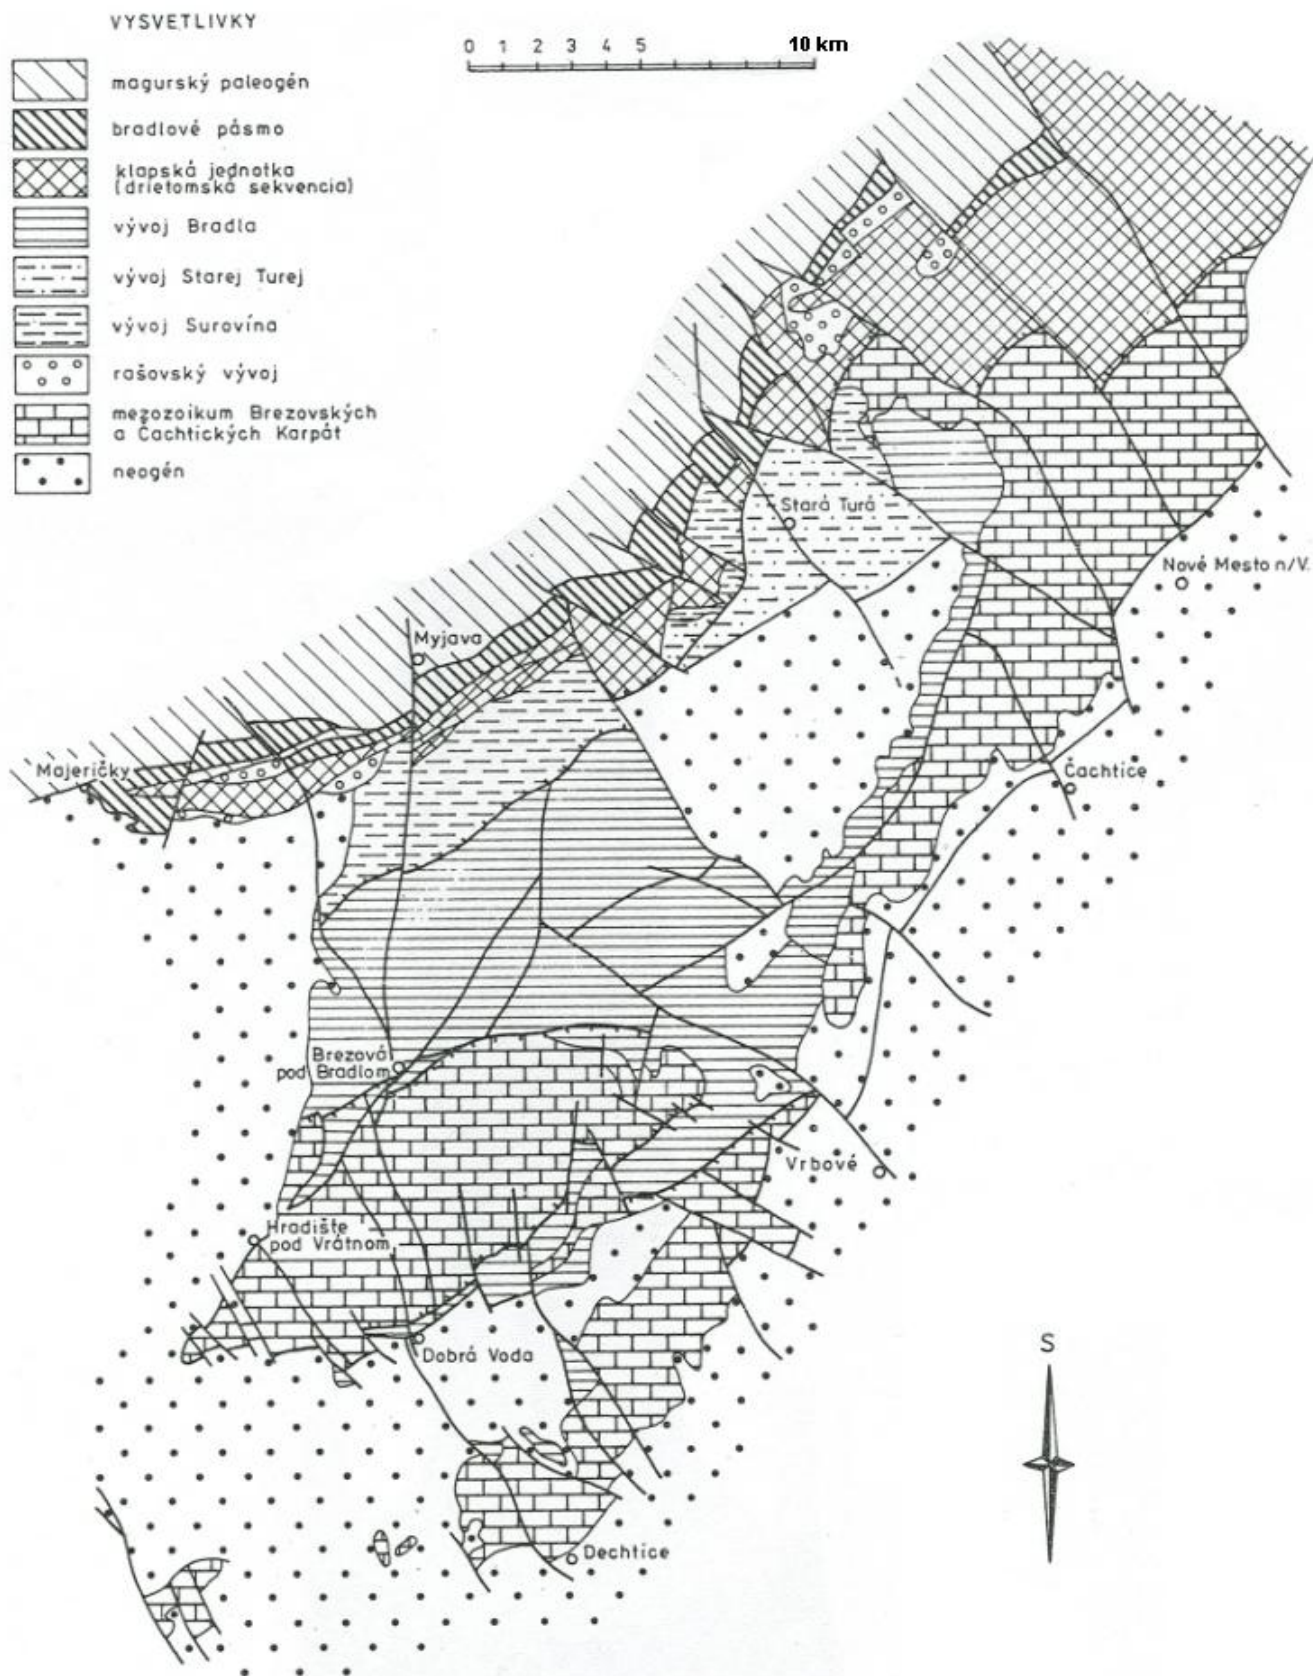 VYSVETLIVKY
0 1 2 3 4 5 10 km
magurský paleogén
bradlové pásmo
klapská jednotka
(drietomská sekvencia)
vývoj Bradla
vývoj Starej Turej
vývoj Surovína
rašovský vývoj
mezozoikum Brezovských
a Čachtických Karpát
neogén
Stará Turá
Nové Mesto n/V.
Myjava
Majeričky
Čachtice
Brezová
pod Bradlom
Vrbové
Hradište
pod Vrátnom
Dobrá Voda
S
Dechtice